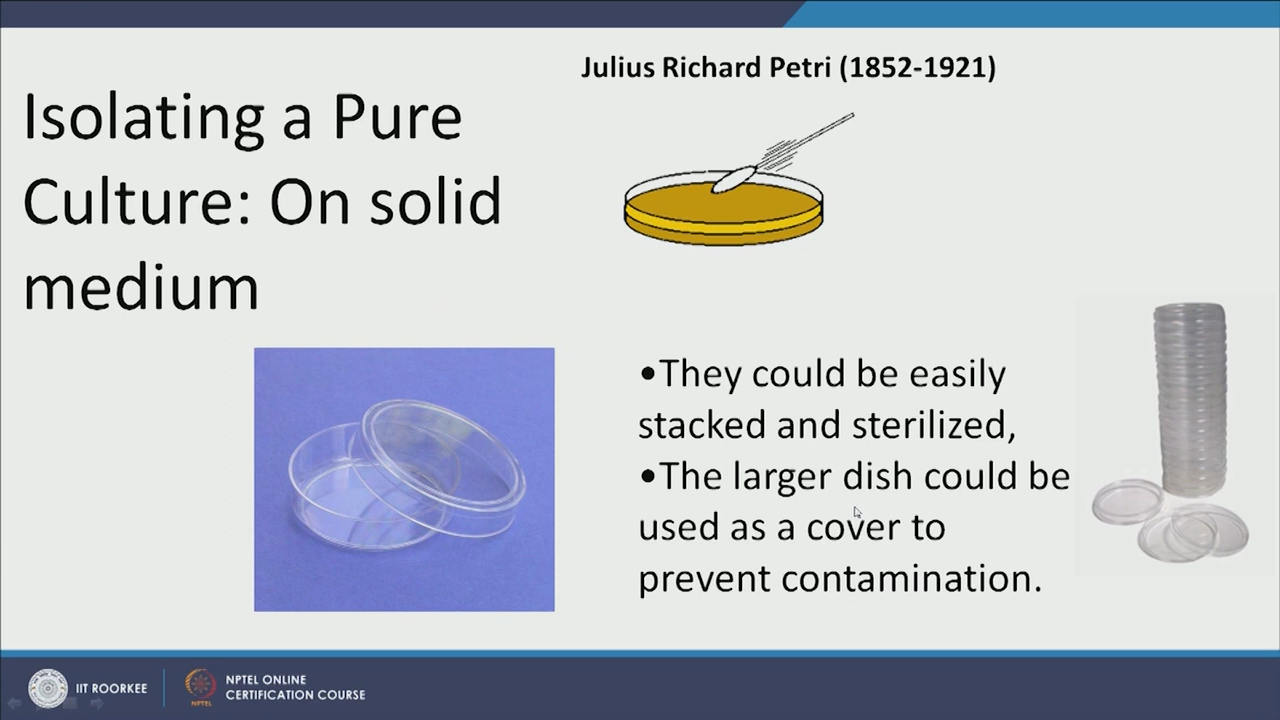 Julius Richard Petri (1852-1921)
Isolating a Pure
Culture: On solid
medium
•They could be easily
stacked and sterilized,
•The larger dish could be
used as a cover to
prevent contamination.
IIT ROORKEE
NPTEL
NPTEL ONLINE
CERTIFICATION COURSE